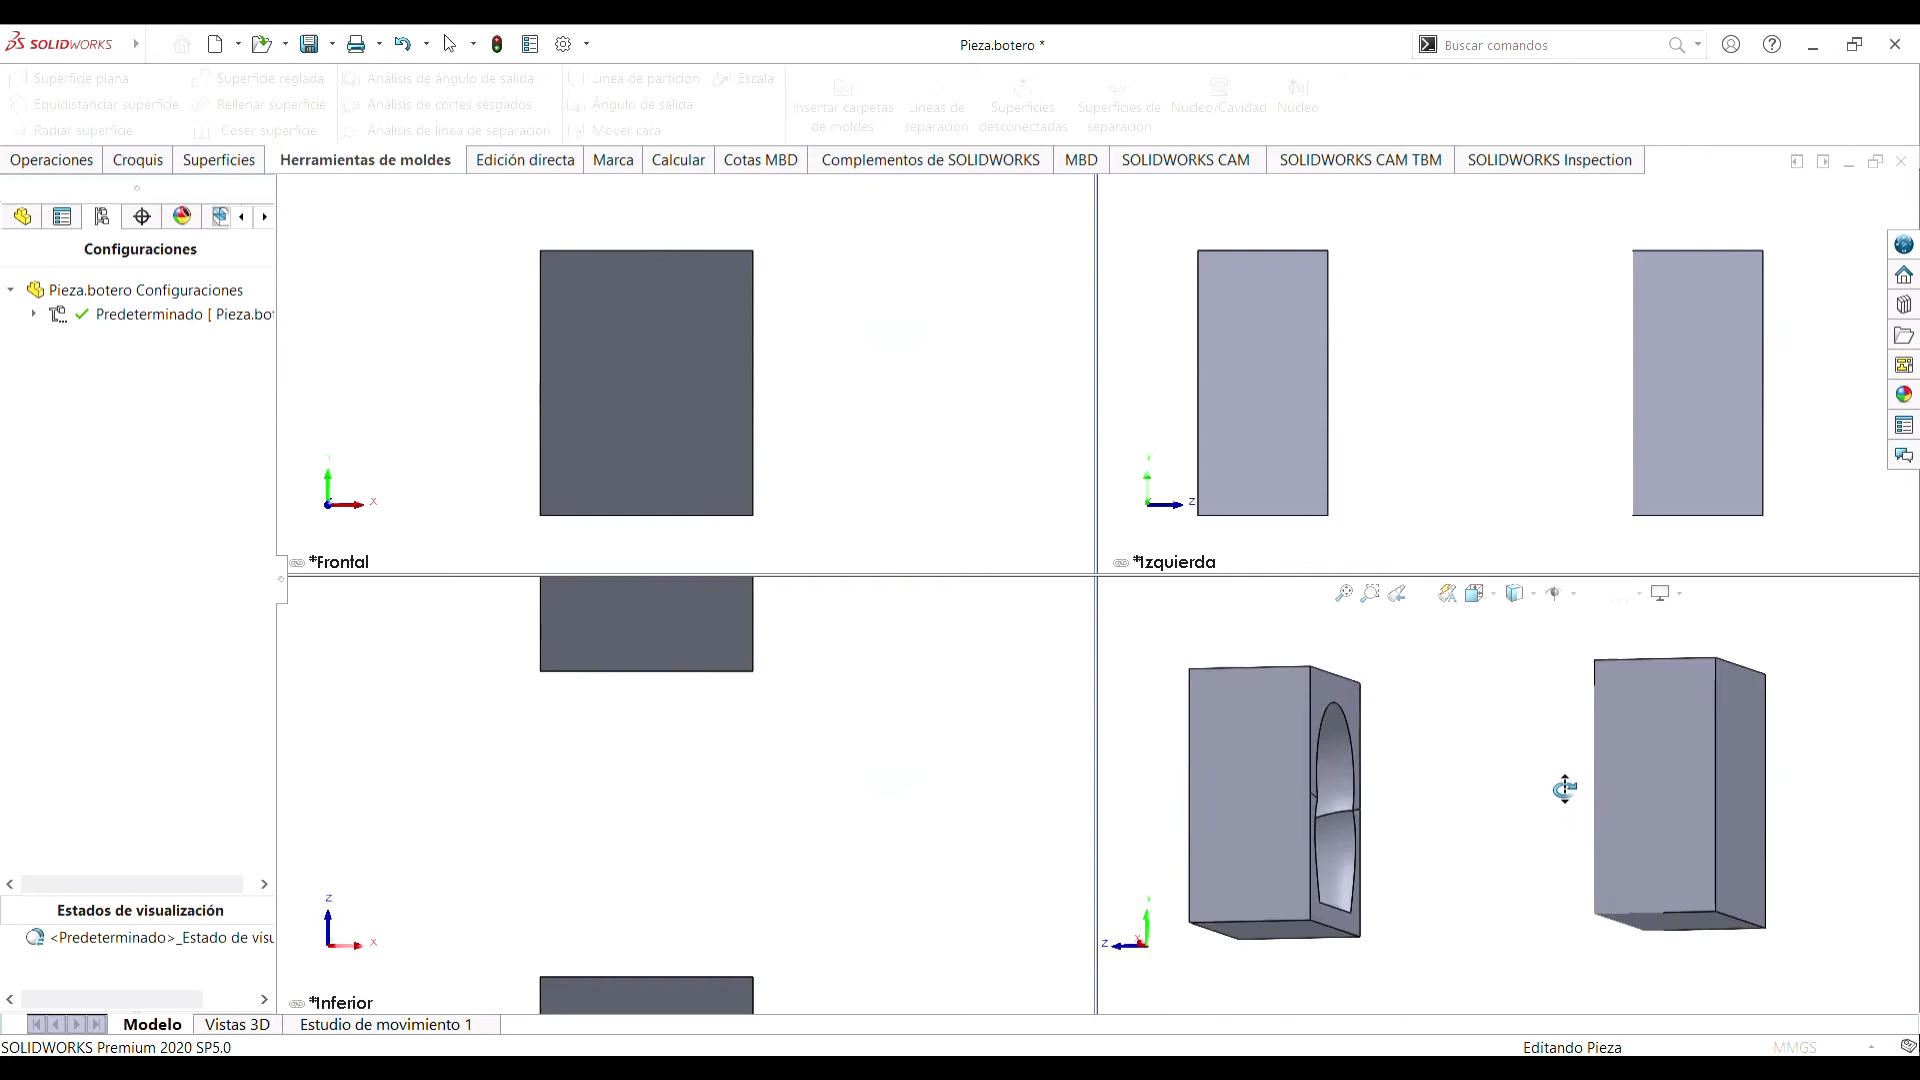 SOLIDWORKS
Pieza.botero *
Buscar comandos
Superficie plana
Superficie reglada
Análisis de ángulo de salida
Línea de partición
Escala
Equidistanciar superficie
Rellenar superficie
Análisis de cortes sesgados
Ángulo de salida
Insertar carpetas
de moldes
Líneas de
separación
Superficies
desconectadas
Superficies de
separación
Núcleo/Cavidad
Núcleo
Radiar superficie
Coser superficie
Análisis de línea de separación
Mover cara
Operaciones
Croquis
Superficies
Herramientas de moldes
Edición directa
Marca
Calcular
Cotas MBD
Complementos de SOLIDWORKS
MBD
SOLIDWORKS CAM
SOLIDWORKS CAM TBM
SOLIDWORKS Inspection
Configuraciones
Pieza.botero Configuraciones
Predeterminado [ Pieza.bot
Y
X
*Frontal
Y
Z
*Izquierda
Z
X
*Inferior
Z
X
Estados de visualización
<Predeterminado>_Estado de visu
Modelo
Vistas 3D
Estudio de movimiento 1
SOLIDWORKS Premium 2020 SP5.0
Editando Pieza
MMGS